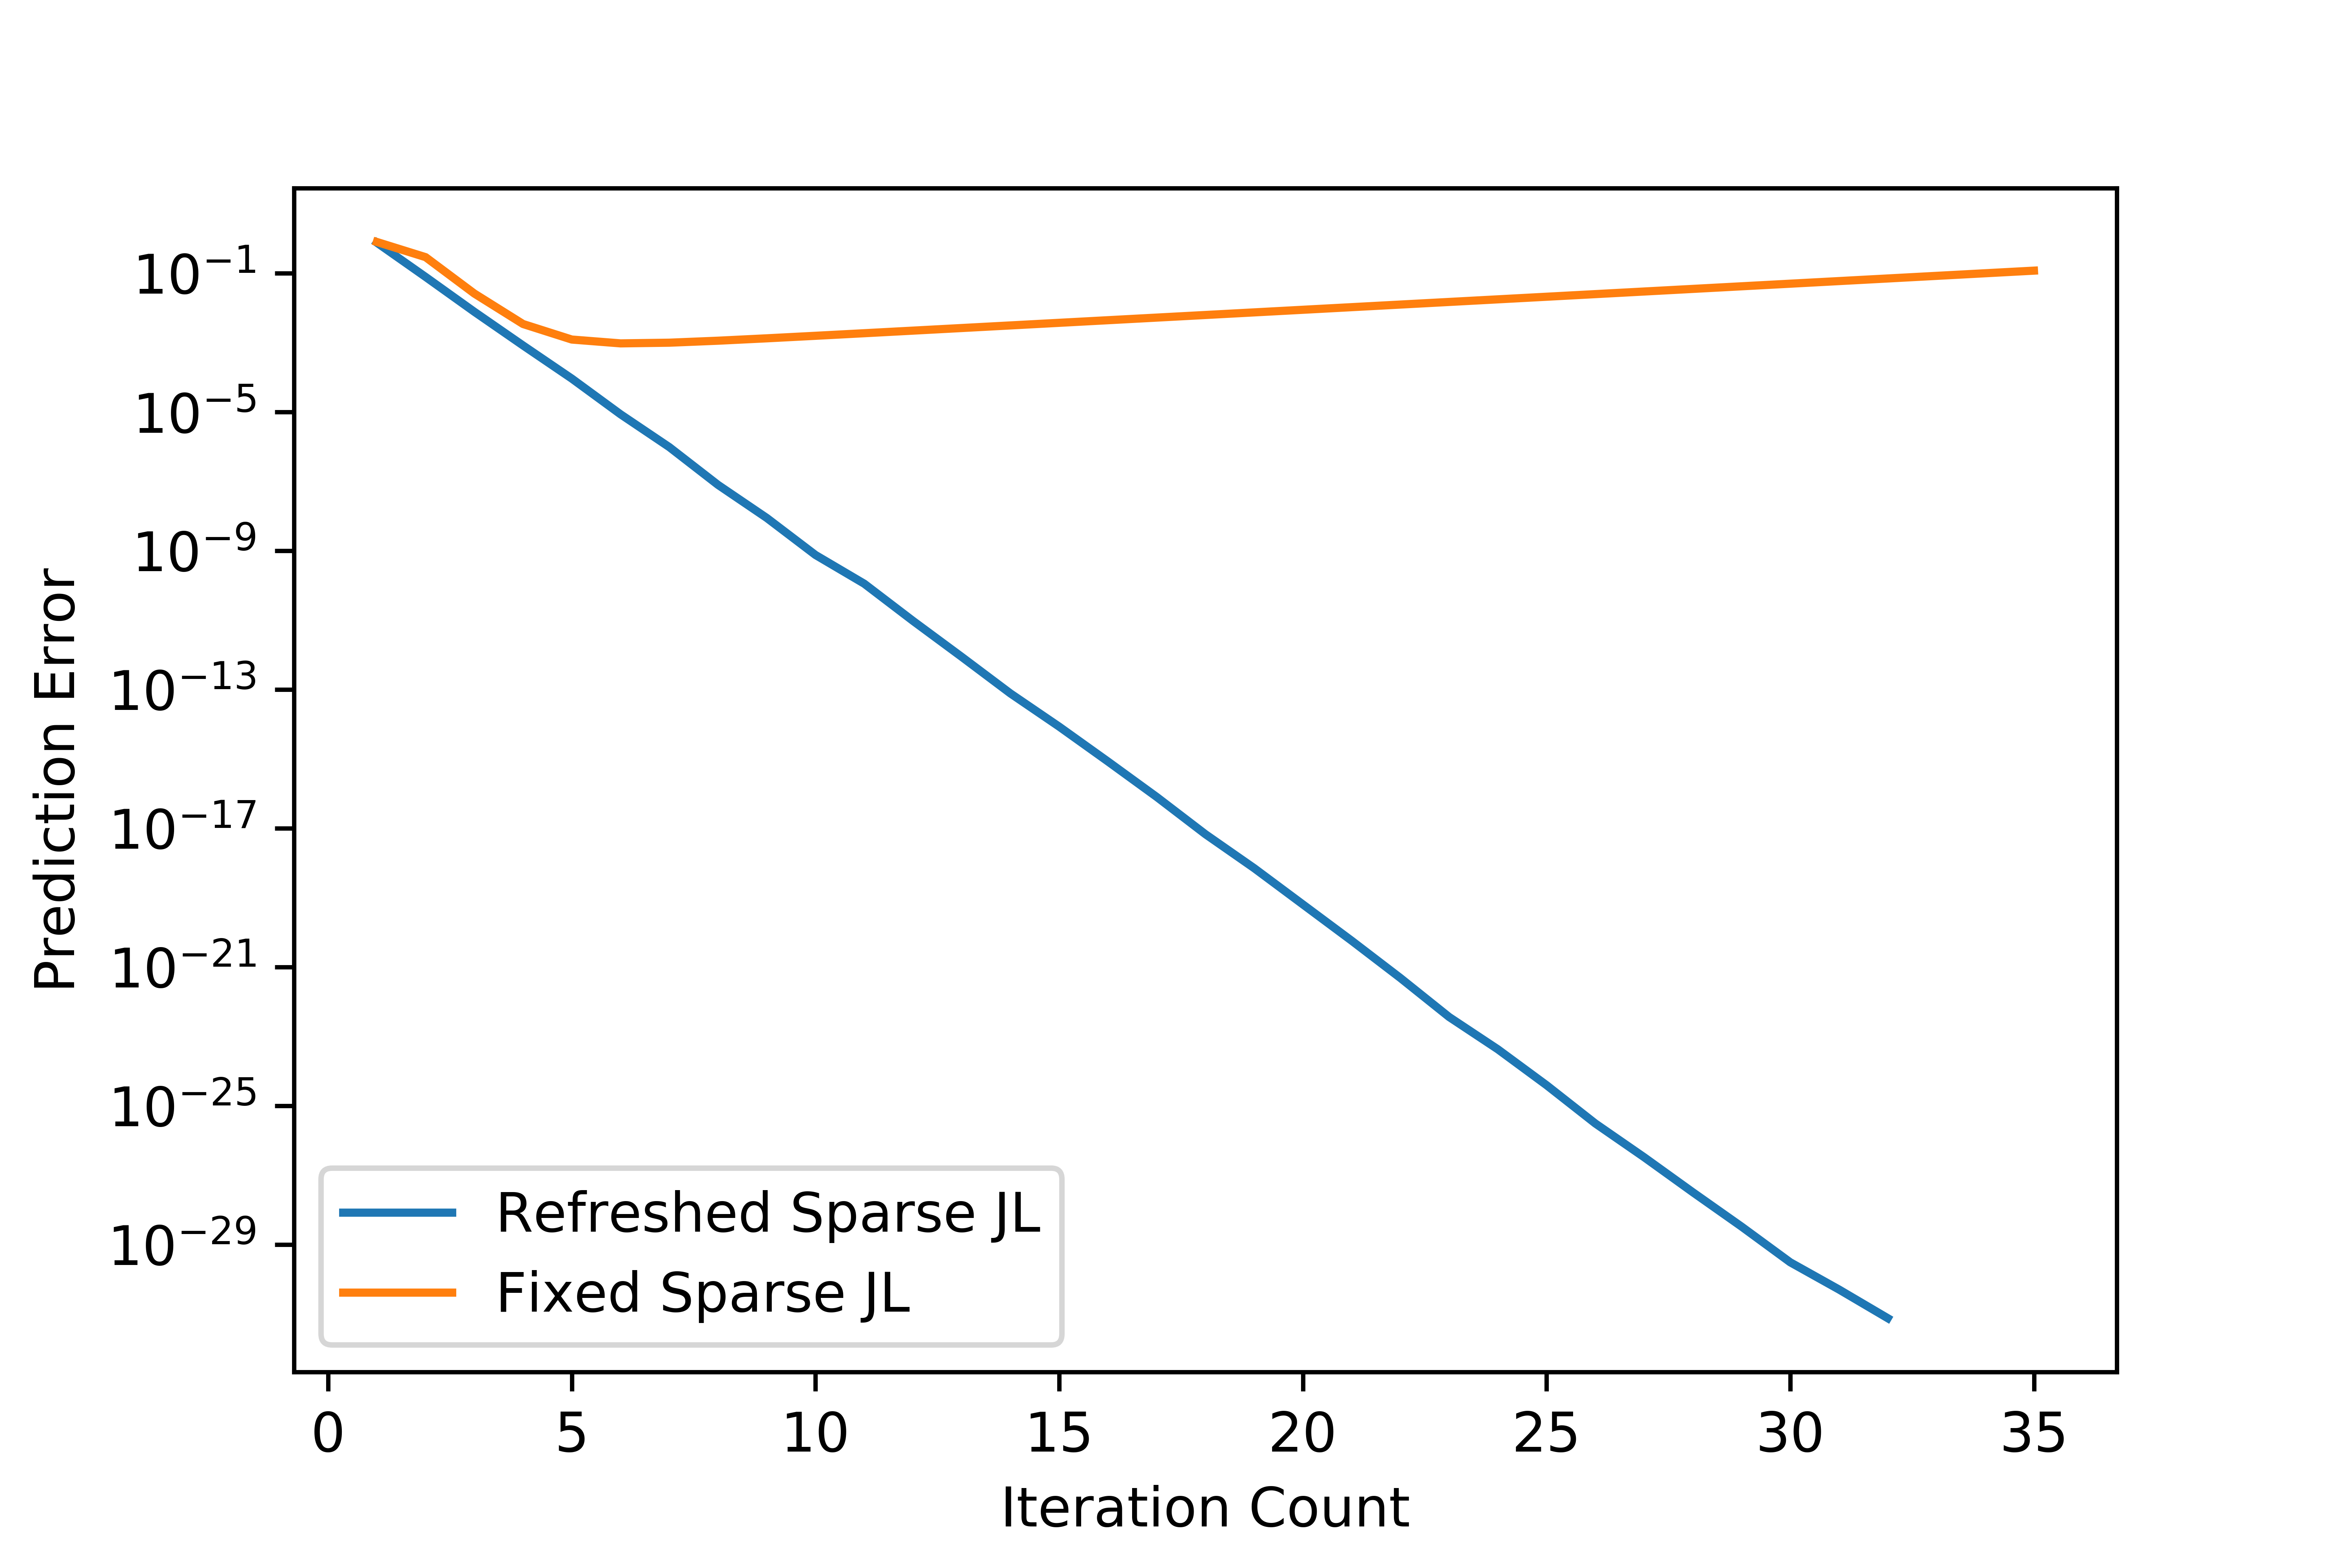 Prediction Error
10⁻¹
10⁻⁵
10⁻⁹
10⁻¹³
10⁻¹⁷
10⁻²¹
10⁻²⁵
10⁻²⁹
Refreshed Sparse JL
Fixed Sparse JL
0 5 10 15 20 25 30 35
Iteration Count